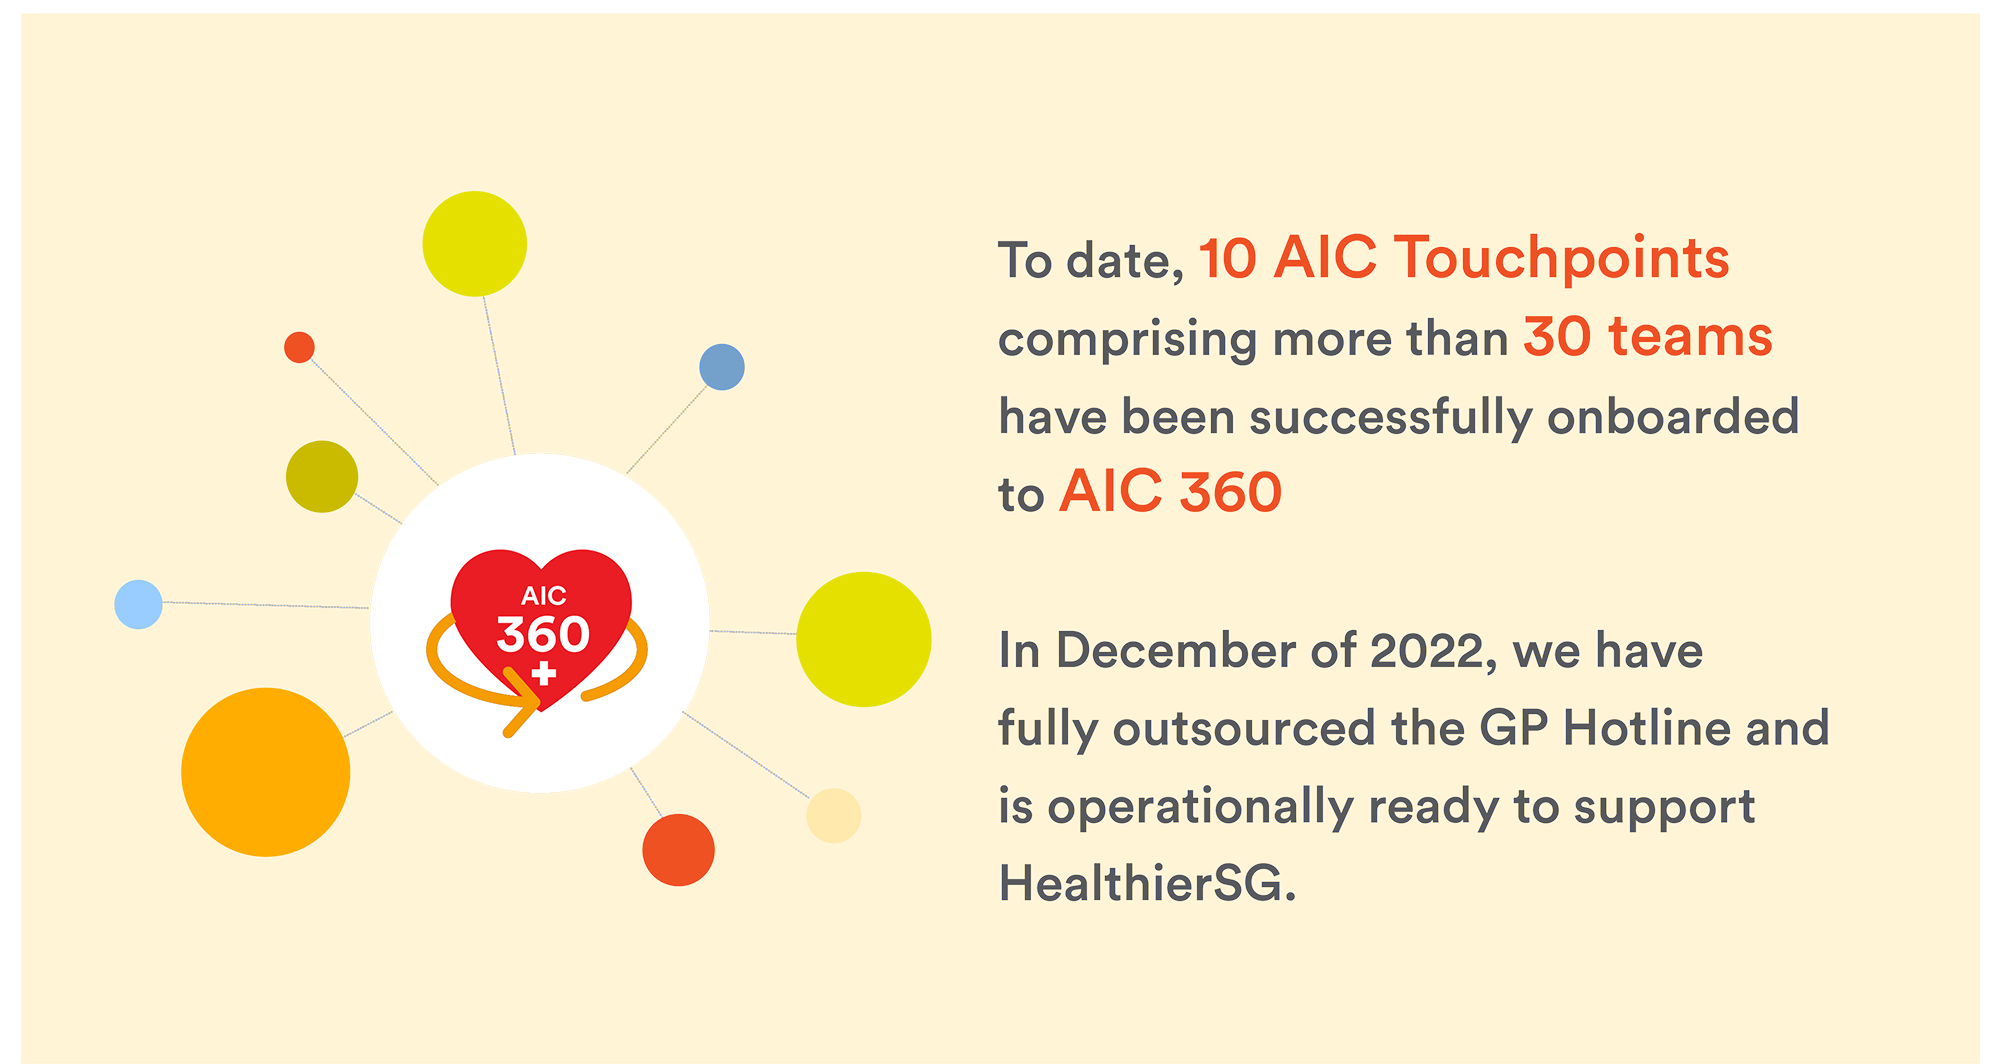 AIC
360
To date, 10 AIC Touchpoints
comprising more than 30 teams
have been successfully onboarded
to AIC 360
In December of 2022, we have
fully outsourced the GP Hotline and
is operationally ready to support
HealthierSG.